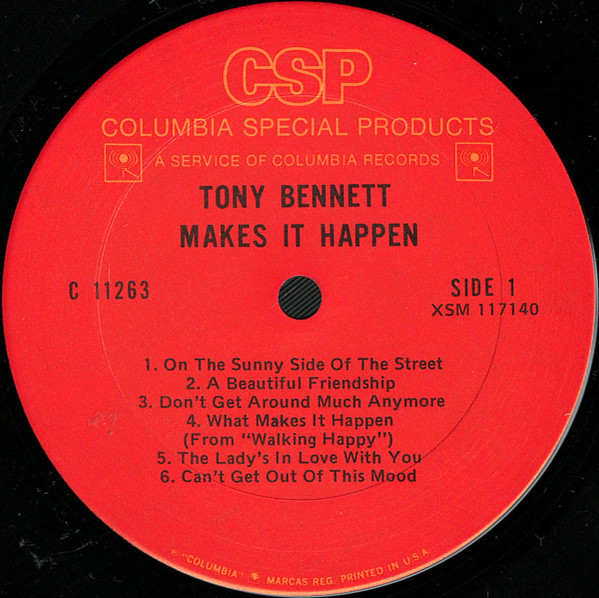 CSP
COLUMBIA SPECIAL PRODUCTS
A SERVICE OF COLUMBIA RECORDS
TONY BENNETT
MAKES IT HAPPEN
C 11263
SIDE 1
XSM 117140
1. On The Sunny Side Of The Street
2. A Beautiful Friendship
3. Don't Get Around Much Anymore
4. What Makes It Happen
(From "Walking Happy")
5. The Lady's In Love With You
6. Can't Get Out Of This Mood
"COLUMBIA" MARCAS REG. PRINTED IN U.S.A.